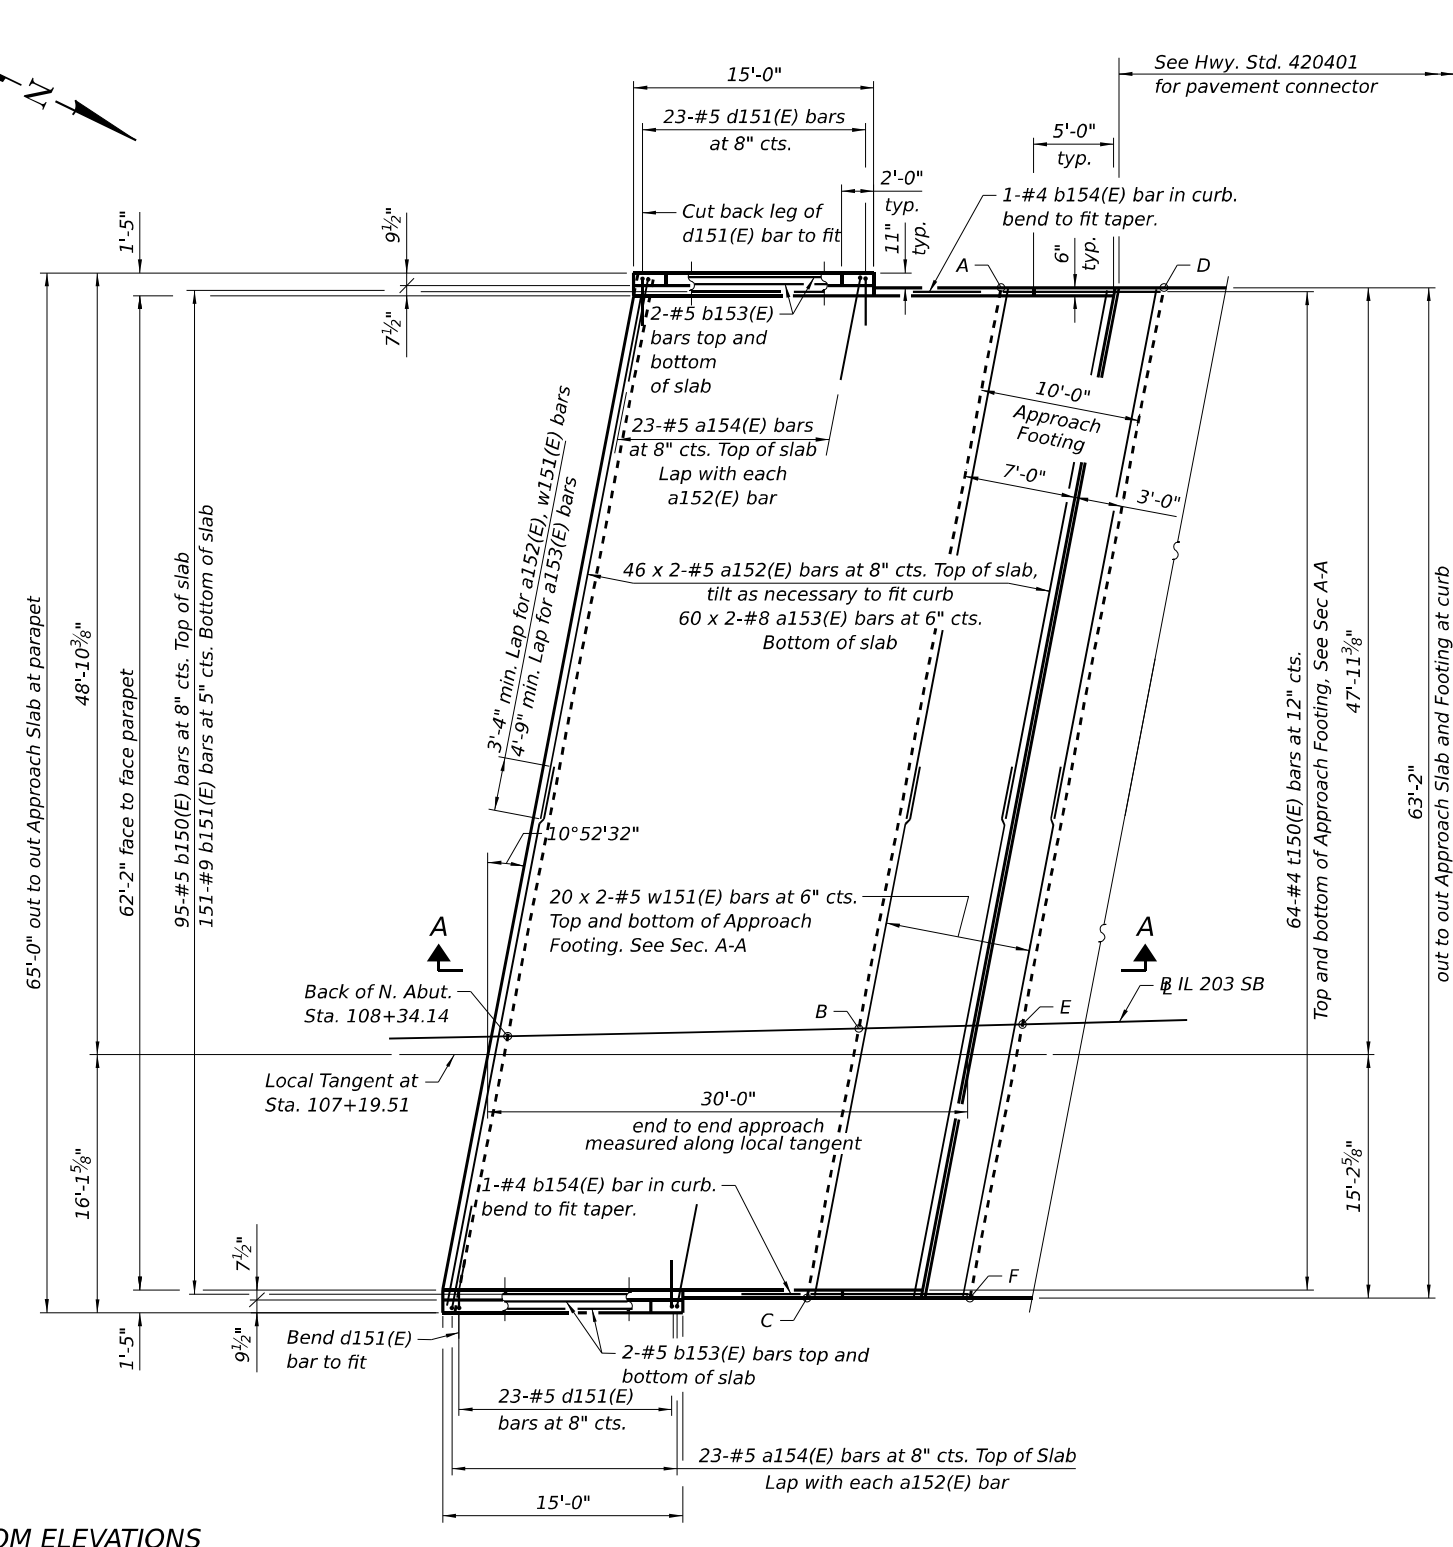 See Hwy. Std. 420401
for pavement connector
N
15'-0"
23-#5 d151(E) bars
at 8" cts.
5'-0"
typ.
2'-0"
typ.
1-#4 b154(E) bar in curb.
bend to fit taper.
Cut back leg of
d151(E) bar to fit
11"
typ.
6"
typ.
1'-5"
9½"
7½"
A
D
2-#5 b153(E)
bars top and
bottom
of slab
10'-0"
Approach
Footing
23-#5 a154(E) bars
at 8" cts. Top of slab
Lap with each
a152(E) bar
7'-0"
3'-0"
3'-4" min. Lap for a152(E), w151(E) bars
4'-9" min. Lap for a153(E) bars
46 x 2-#5 a152(E) bars at 8" cts. Top of slab,
tilt as necessary to fit curb
60 x 2-#8 a153(E) bars at 6" cts.
Bottom of slab
65'-0" out to out Approach Slab at parapet
48'-10⅜"
62'-2" face to face parapet
95-#5 b150(E) bars at 8" cts. Top of slab
151-#9 b151(E) bars at 5" cts. Bottom of slab
64-#4 t150(E) bars at 12" cts.
Top and bottom of Approach Footing, See Sec A-A
47'-11⅜"
63'-2"
out to out Approach Slab and Footing at curb
10°52'32"
20 x 2-#5 w151(E) bars at 6" cts.
Top and bottom of Approach
Footing. See Sec. A-A
A
A
Back of N. Abut.
Sta. 108+34.14
B
E
℄ IL 203 SB
Local Tangent at
Sta. 107+19.51
30'-0"
end to end approach
measured along local tangent
16'-1⅝"
15'-2⅝"
1-#4 b154(E) bar in curb.
bend to fit taper.
7½"
9½"
1'-5"
F
C
Bend d151(E)
bar to fit
2-#5 b153(E) bars top and
bottom of slab
23-#5 d151(E)
bars at 8" cts.
23-#5 a154(E) bars at 8" cts. Top of Slab
Lap with each a152(E) bar
15'-0"
OM ELEVATIONS